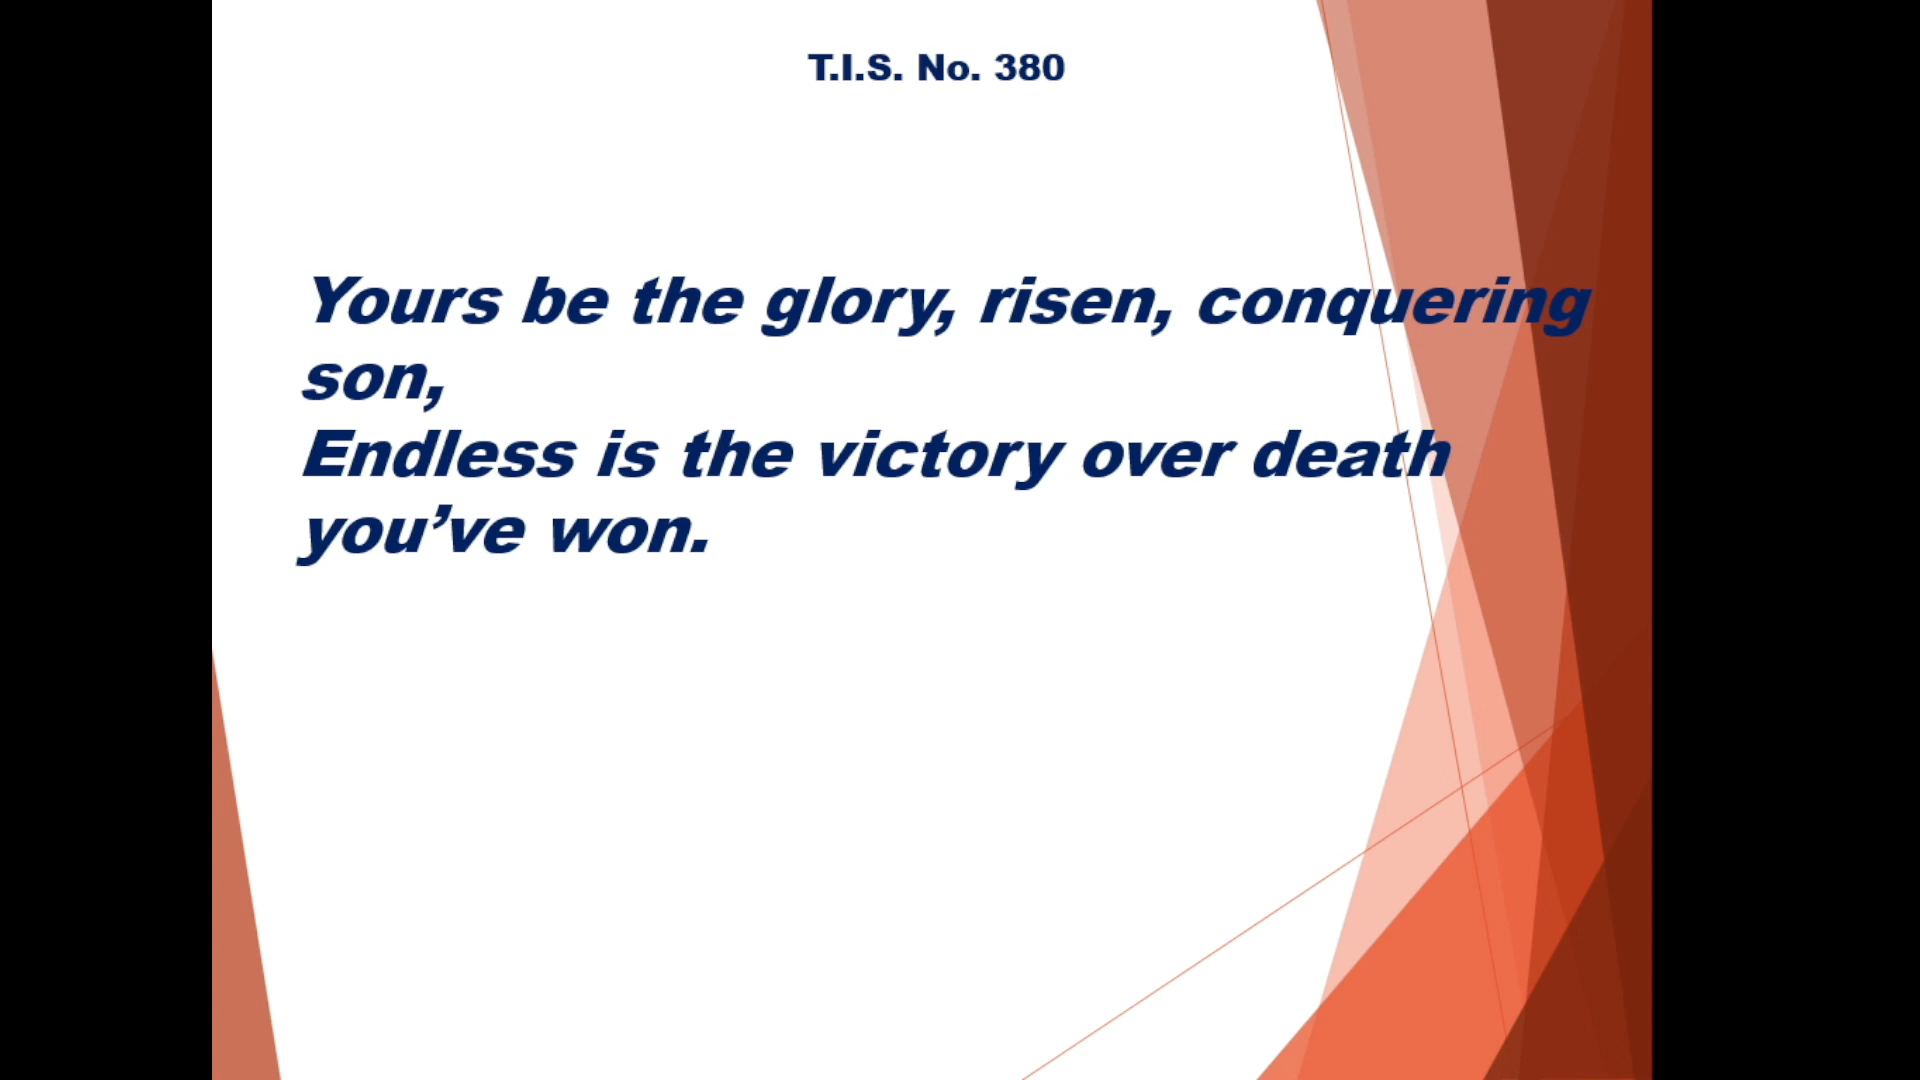 T.I.S. No. 380
Yours be the glory, risen, conquering
son,
Endless is the victory over death
you’ve won.